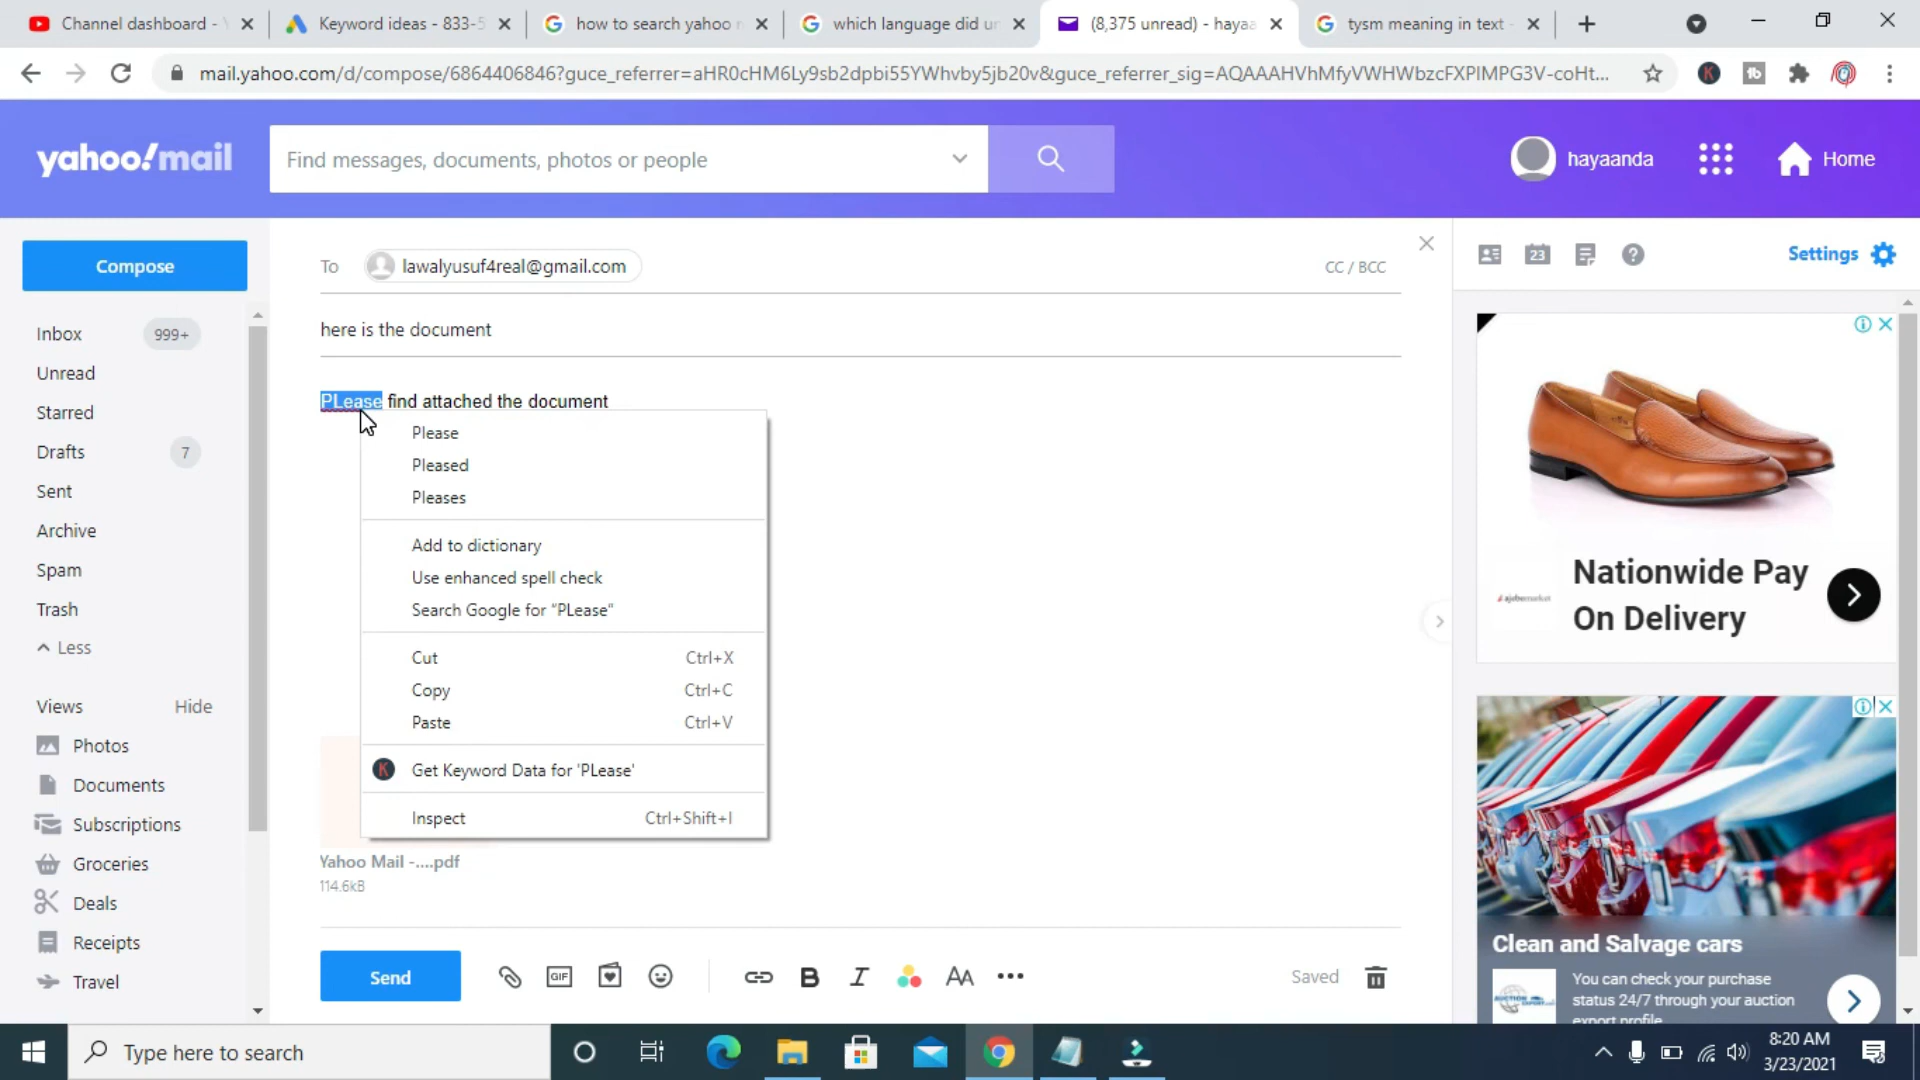 Channel dashboard -
Keyword ideas - 833-5
how to search yahoo
which language did
(8,375 unread) - hayaa
tysm meaning in text -
mail.yahoo.com/d/compose/6864406846?guce_referrer=aHR0cHM6Ly9sb2dpbi55YWhvby5jb20v&guce_referrer_sig=AQAAAHVhMfyVWHWbzcFXPIMPG3V-coHt...
yahoo!mail
Find messages, documents, photos or people
hayaanda
Home
Compose
To
lawalyusuf4real@gmail.com
CC / BCC
23
Settings
here is the document
Inbox 999+
Unread
Starred
Drafts 7
Sent
Archive
Spam
Trash
Less
Views Hide
Photos
Documents
Subscriptions
Groceries
Deals
Receipts
Travel
PLease find attached the document
Please
Pleased
Pleases
Add to dictionary
Use enhanced spell check
Search Google for “PLease“
Cut Ctrl+X
Copy Ctrl+C
Paste Ctrl+V
K Get Keyword Data for 'PLease'
Inspect Ctrl+Shift+I
Yahoo Mail -....pdf
114.6kB
Send
GIF
B I AA
Saved
Nationwide Pay
On Delivery
Clean and Salvage cars
You can check your purchase
status 24/7 through your auction
export profile
Type here to search
8:20 AM
3/23/2021